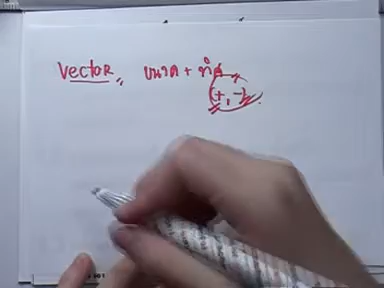 Vector,, ขนาด + ทิศ
(+, -)